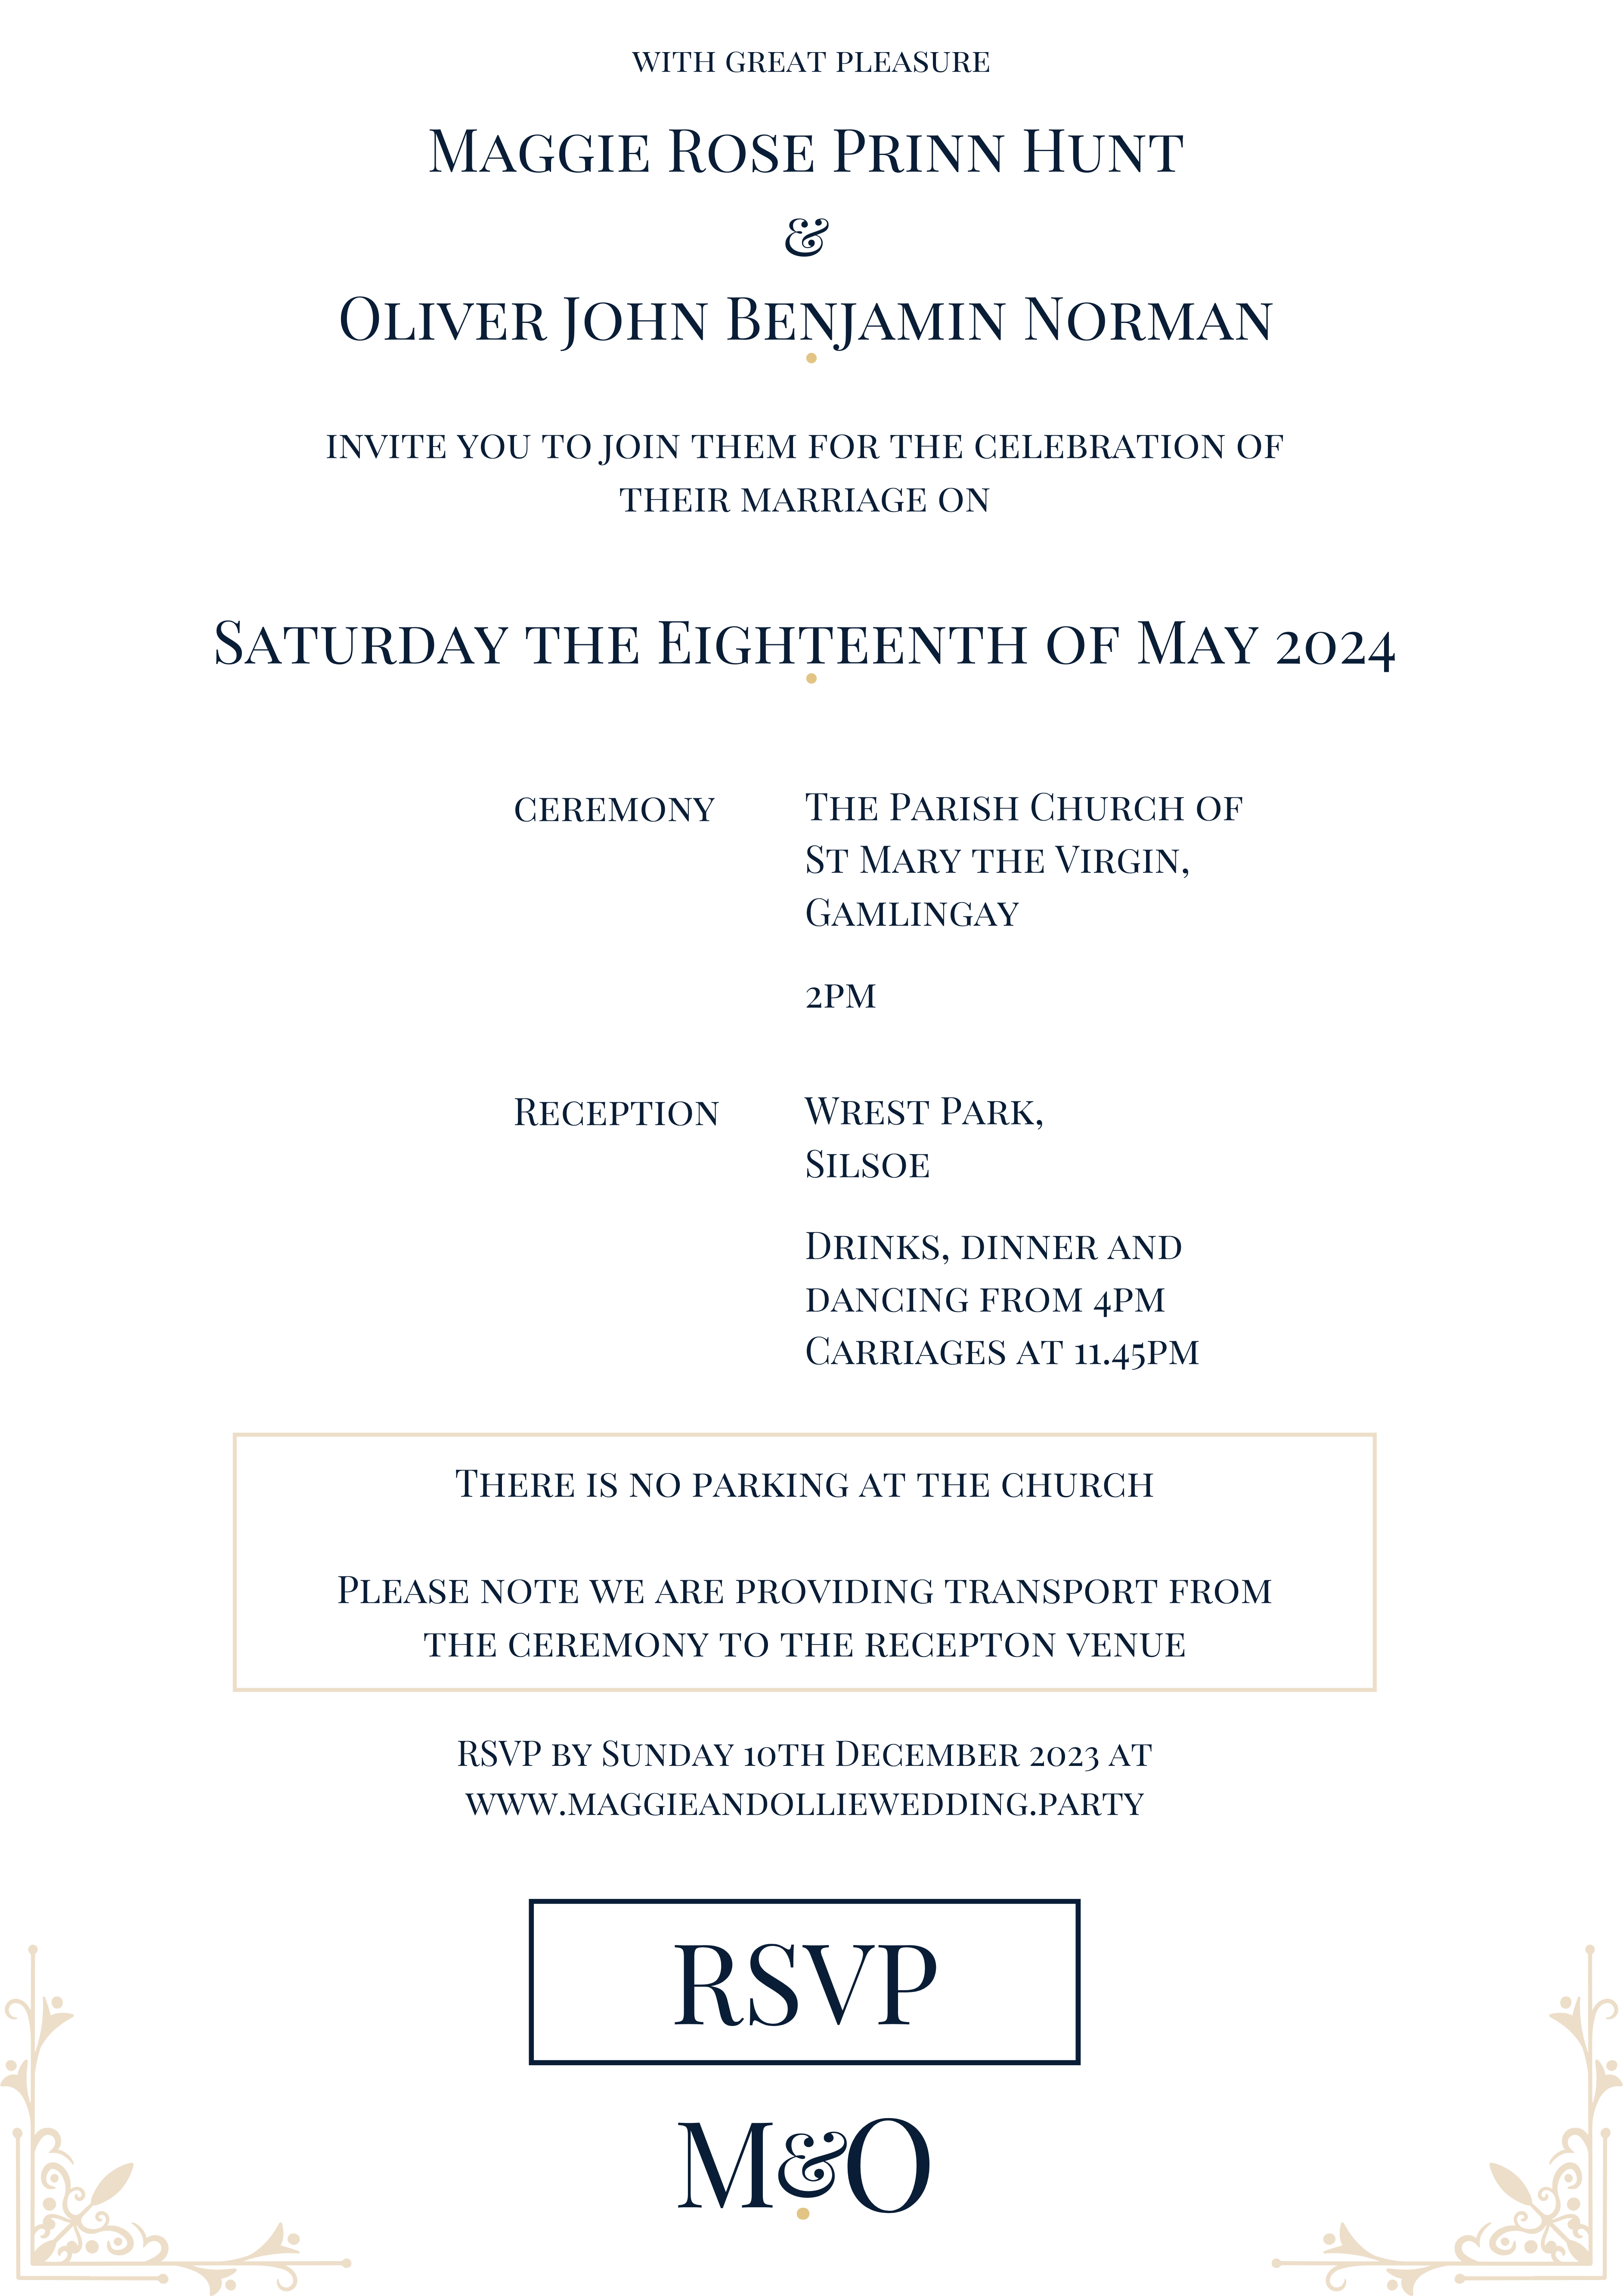 with great pleasure
Maggie Rose Prinn Hunt
&
Oliver John Benjamin Norman
invite you to join them for the celebration of
their marriage on
Saturday the Eighteenth of May 2024
ceremony
The Parish Church of
St Mary the Virgin,
Gamlingay
2pm
Reception
Wrest Park,
Silsoe
Drinks, dinner and
dancing from 4pm
Carriages at 11.45pm
There is no parking at the church
Please note we are providing transport from
the ceremony to the recepton venue
RSVP by Sunday 10th December 2023 at
www.maggieandolliewedding.party
RSVP
M&O